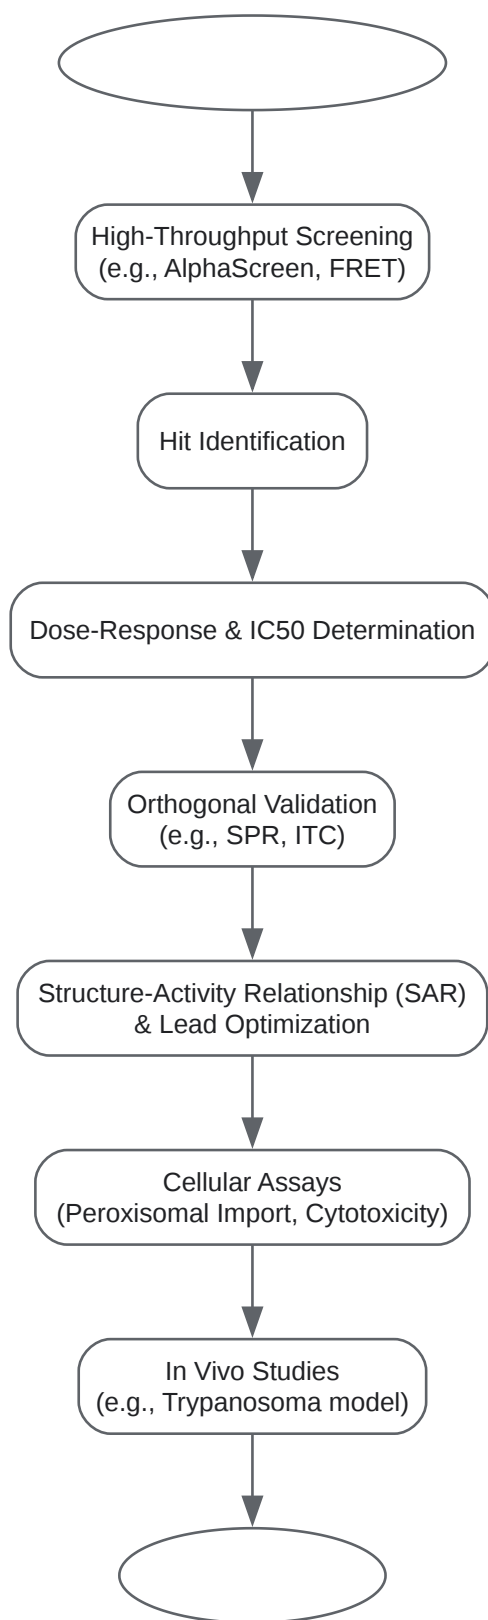 High-Throughput Screening
(e.g., AlphaScreen, FRET)
Hit Identification
Dose-Response & IC50 Determination
Orthogonal Validation
(e.g., SPR, ITC)
Structure-Activity Relationship (SAR)
& Lead Optimization
Cellular Assays
(Peroxisomal Import, Cytotoxicity)
In Vivo Studies
(e.g., Trypanosoma model)